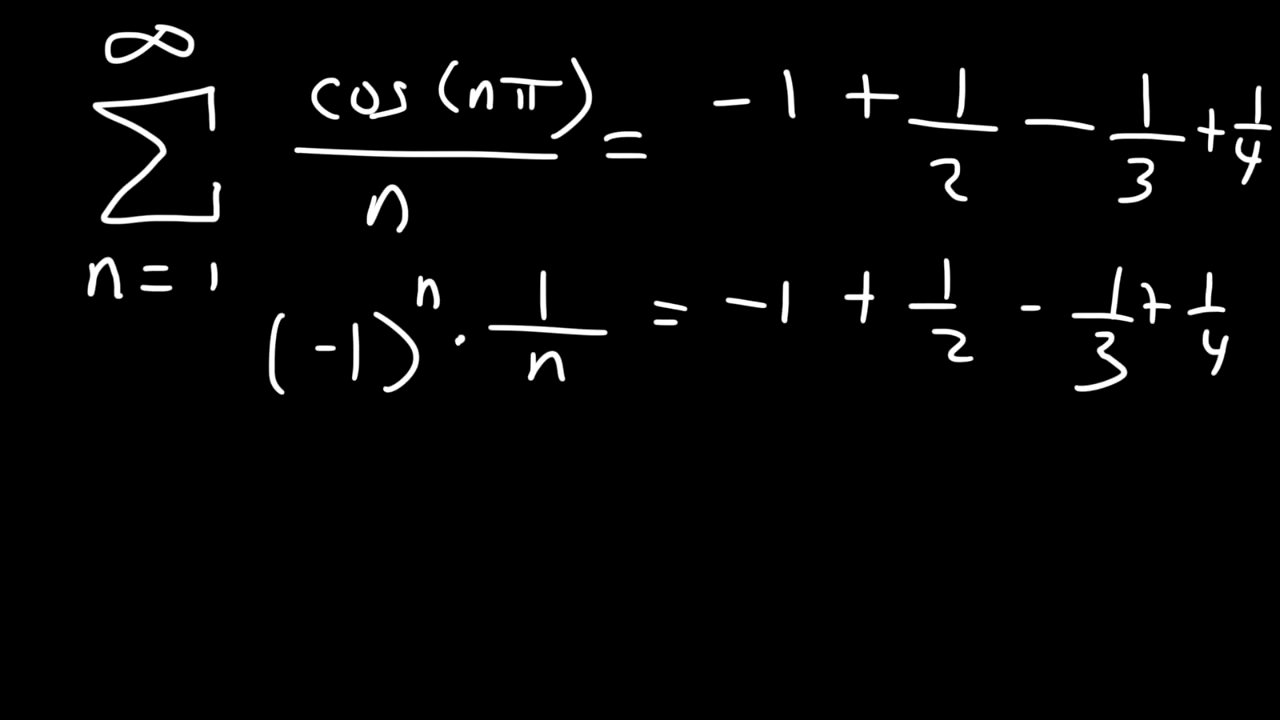 ∞
∑ cos(nπ)/n = -1 + 1/2 - 1/3 + 1/4
n=1
(-1)^n · 1/n = -1 + 1/2 - 1/3 + 1/4